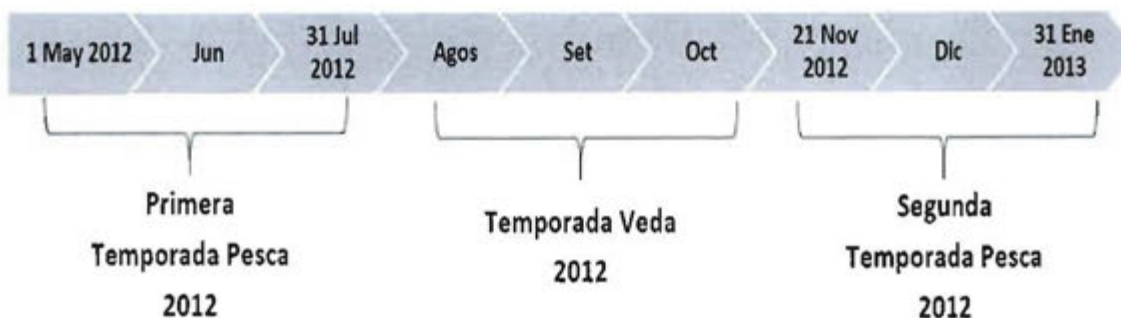 1 May 2012
Jun
31 Jul
2012
Agos
Set
Oct
21 Nov
2012
Dic
31 Ene
2013
Primera
Temporada Pesca
2012
Temporada Veda
2012
Segunda
Temporada Pesca
2012